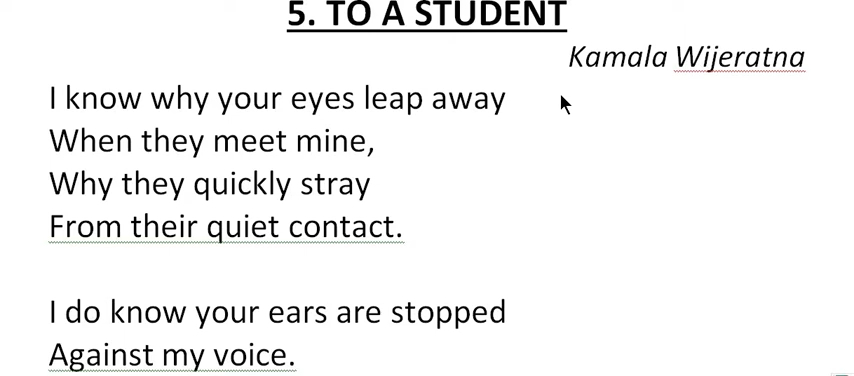 5. TO A STUDENT
Kamala Wijeratna
I know why your eyes leap away
When they meet mine,
Why they quickly stray
From their quiet contact.
I do know your ears are stopped
Against my voice.